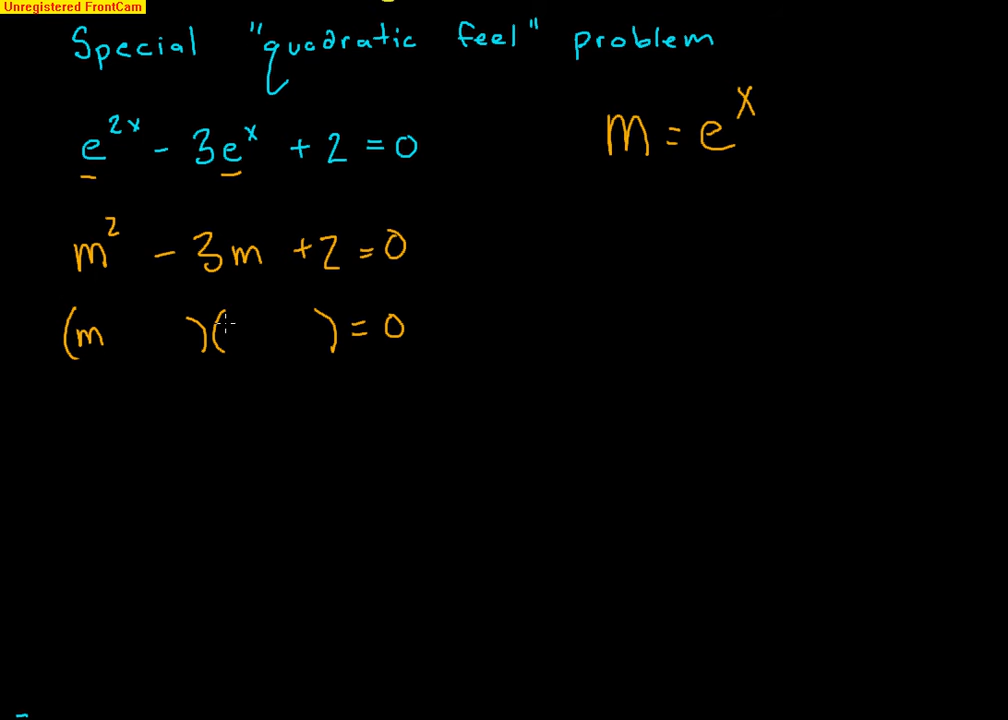 Unregistered FrontCam
Special "quadratic feel" problem
m = e^x
e^{2x} - 3e^x + 2 = 0
m^2 - 3m + 2 = 0
(m    )(    ) = 0